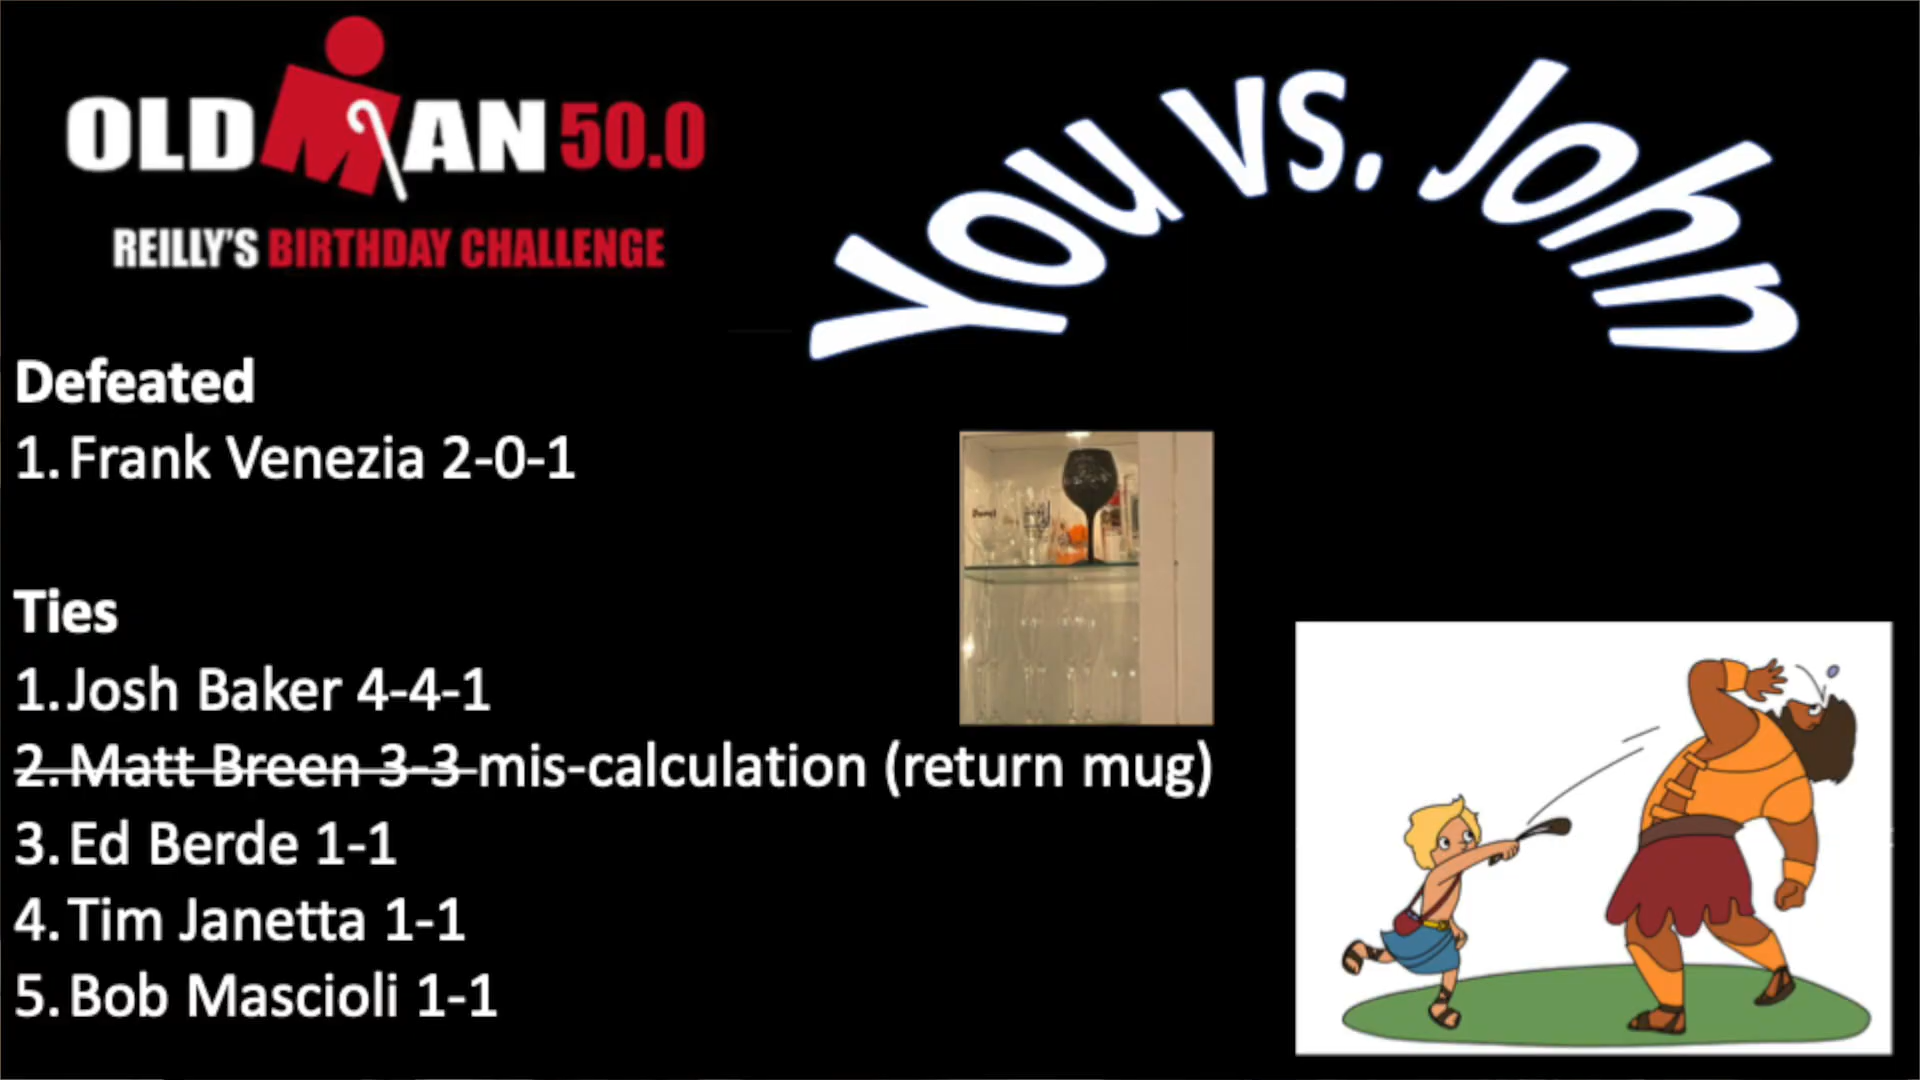 OLD MAN 50.0
REILLY'S BIRTHDAY CHALLENGE
You vs. John
Defeated
1. Frank Venezia 2-0-1
Ties
1. Josh Baker 4-4-1
2. Matt Breen 3-3 mis-calculation (return mug)
3. Ed Berde 1-1
4. Tim Janetta 1-1
5. Bob Mascioli 1-1